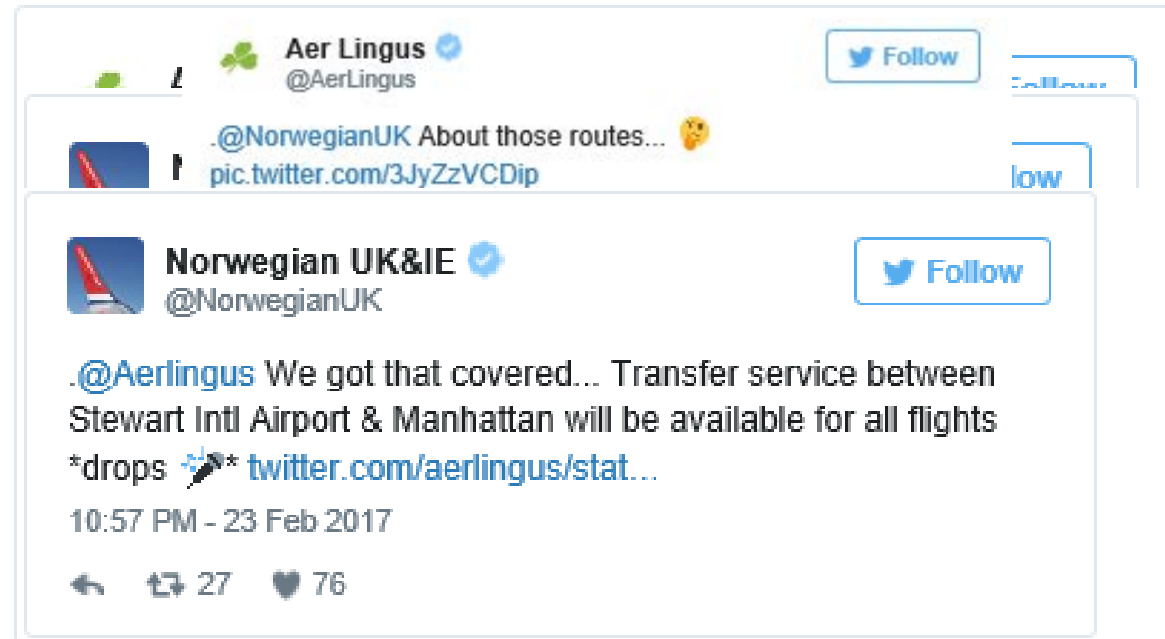 Aer Lingus
@AerLingus
Follow
.@NorwegianUK About those routes... 🤔
pic.twitter.com/3JyZzVCDip
Norwegian UK&IE
@NorwegianUK
Follow
.@Aerlingus We got that covered... Transfer service between
Stewart Intl Airport & Manhattan will be available for all flights
*drops 🎤* twitter.com/aerlingus/stat...
10:57 PM - 23 Feb 2017
27 76